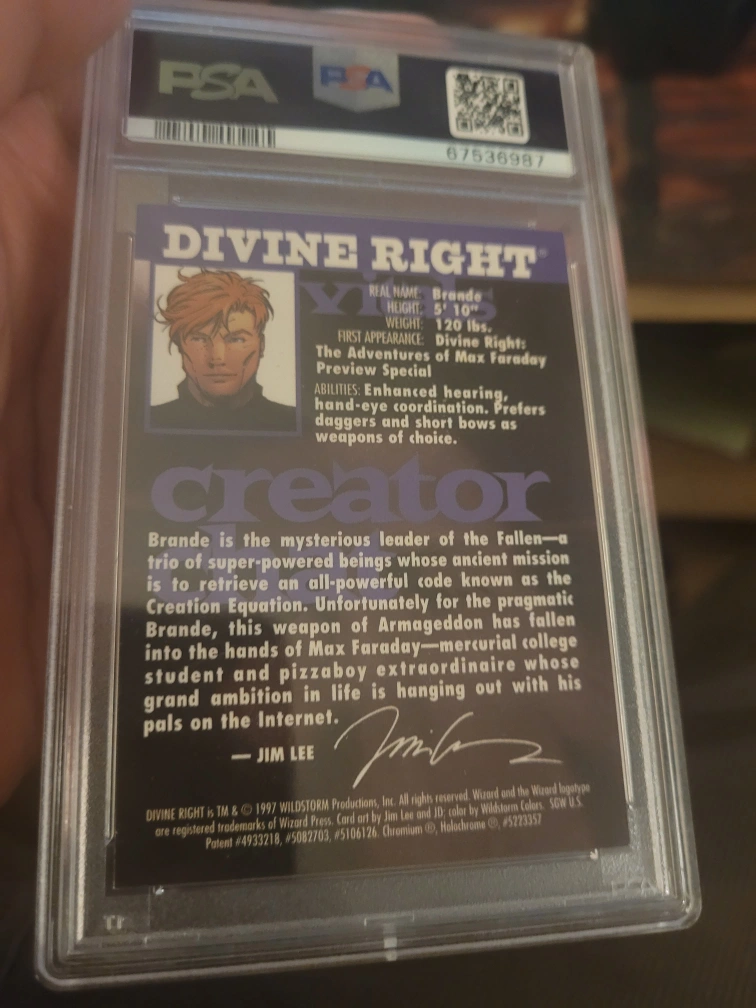 PSA PSA
67536987
DIVINE RIGHT®
vitals
REAL NAME: Brande
HEIGHT: 5' 10"
WEIGHT: 120 lbs.
FIRST APPEARANCE: Divine Right:
The Adventures of Max Faraday
Preview Special
ABILITIES: Enhanced hearing,
hand-eye coordination. Prefers
daggers and short bows as
weapons of choice.
creator
chat
Brande is the mysterious leader of the Fallen—a
trio of super-powered beings whose ancient mission
is to retrieve an all-powerful code known as the
Creation Equation. Unfortunately for the pragmatic
Brande, this weapon of Armageddon has fallen
into the hands of Max Faraday—mercurial college
student and pizzaboy extraordinaire whose
grand ambition in life is hanging out with his
pals on the Internet.
— JIM LEE
DIVINE RIGHT is TM & © 1997 WILDSTORM Productions, Inc. All rights reserved. Wizard and the Wizard logotype
are registered trademarks of Wizard Press. Card art by Jim Lee and JD; color by Wildstorm Colors. SGW U.S.
Patent #4933218, #5082703, #5106126. Chromium ®, Holochrome ®, #5223357